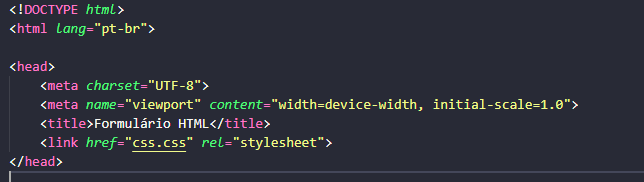 <!DOCTYPE html>
<html lang="pt-br">
<head>
<meta charset="UTF-8">
<meta name="viewport" content="width=device-width, initial-scale=1.0">
<title>Formulário HTML</title>
<link href="css.css" rel="stylesheet">
</head>